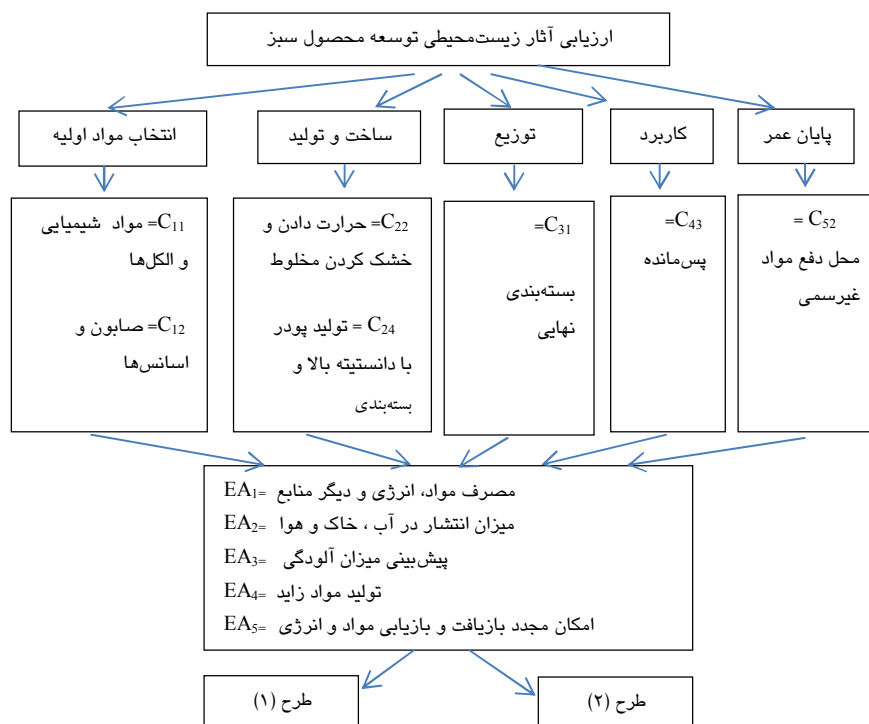 ارزیابی آثار زیست‌محیطی توسعه محصول سبز
پایان عمر
کاربرد
توزیع
ساخت و تولید
انتخاب مواد اولیه
C52 =
محل دفع مواد
غیررسمی
C43=
پس‌مانده
C31=
بسته‌بندی
نهایی
C22= حرارت دادن و
خشک کردن مخلوط
C24 = تولید پودر
با دانستیته بالا و
بسته‌بندی
C11= مواد شیمیایی
و الکل‌ها
C12= صابون و
اسانس‌ها
EA1= مصرف مواد، انرژی و دیگر منابع
EA2= میزان انتشار در آب ، خاک و هوا
EA3= پیش‌بینی میزان آلودگی
EA4= تولید مواد زاید
EA5= امکان مجدد بازیافت و بازیابی مواد و انرژی
طرح (۲)
طرح (۱)